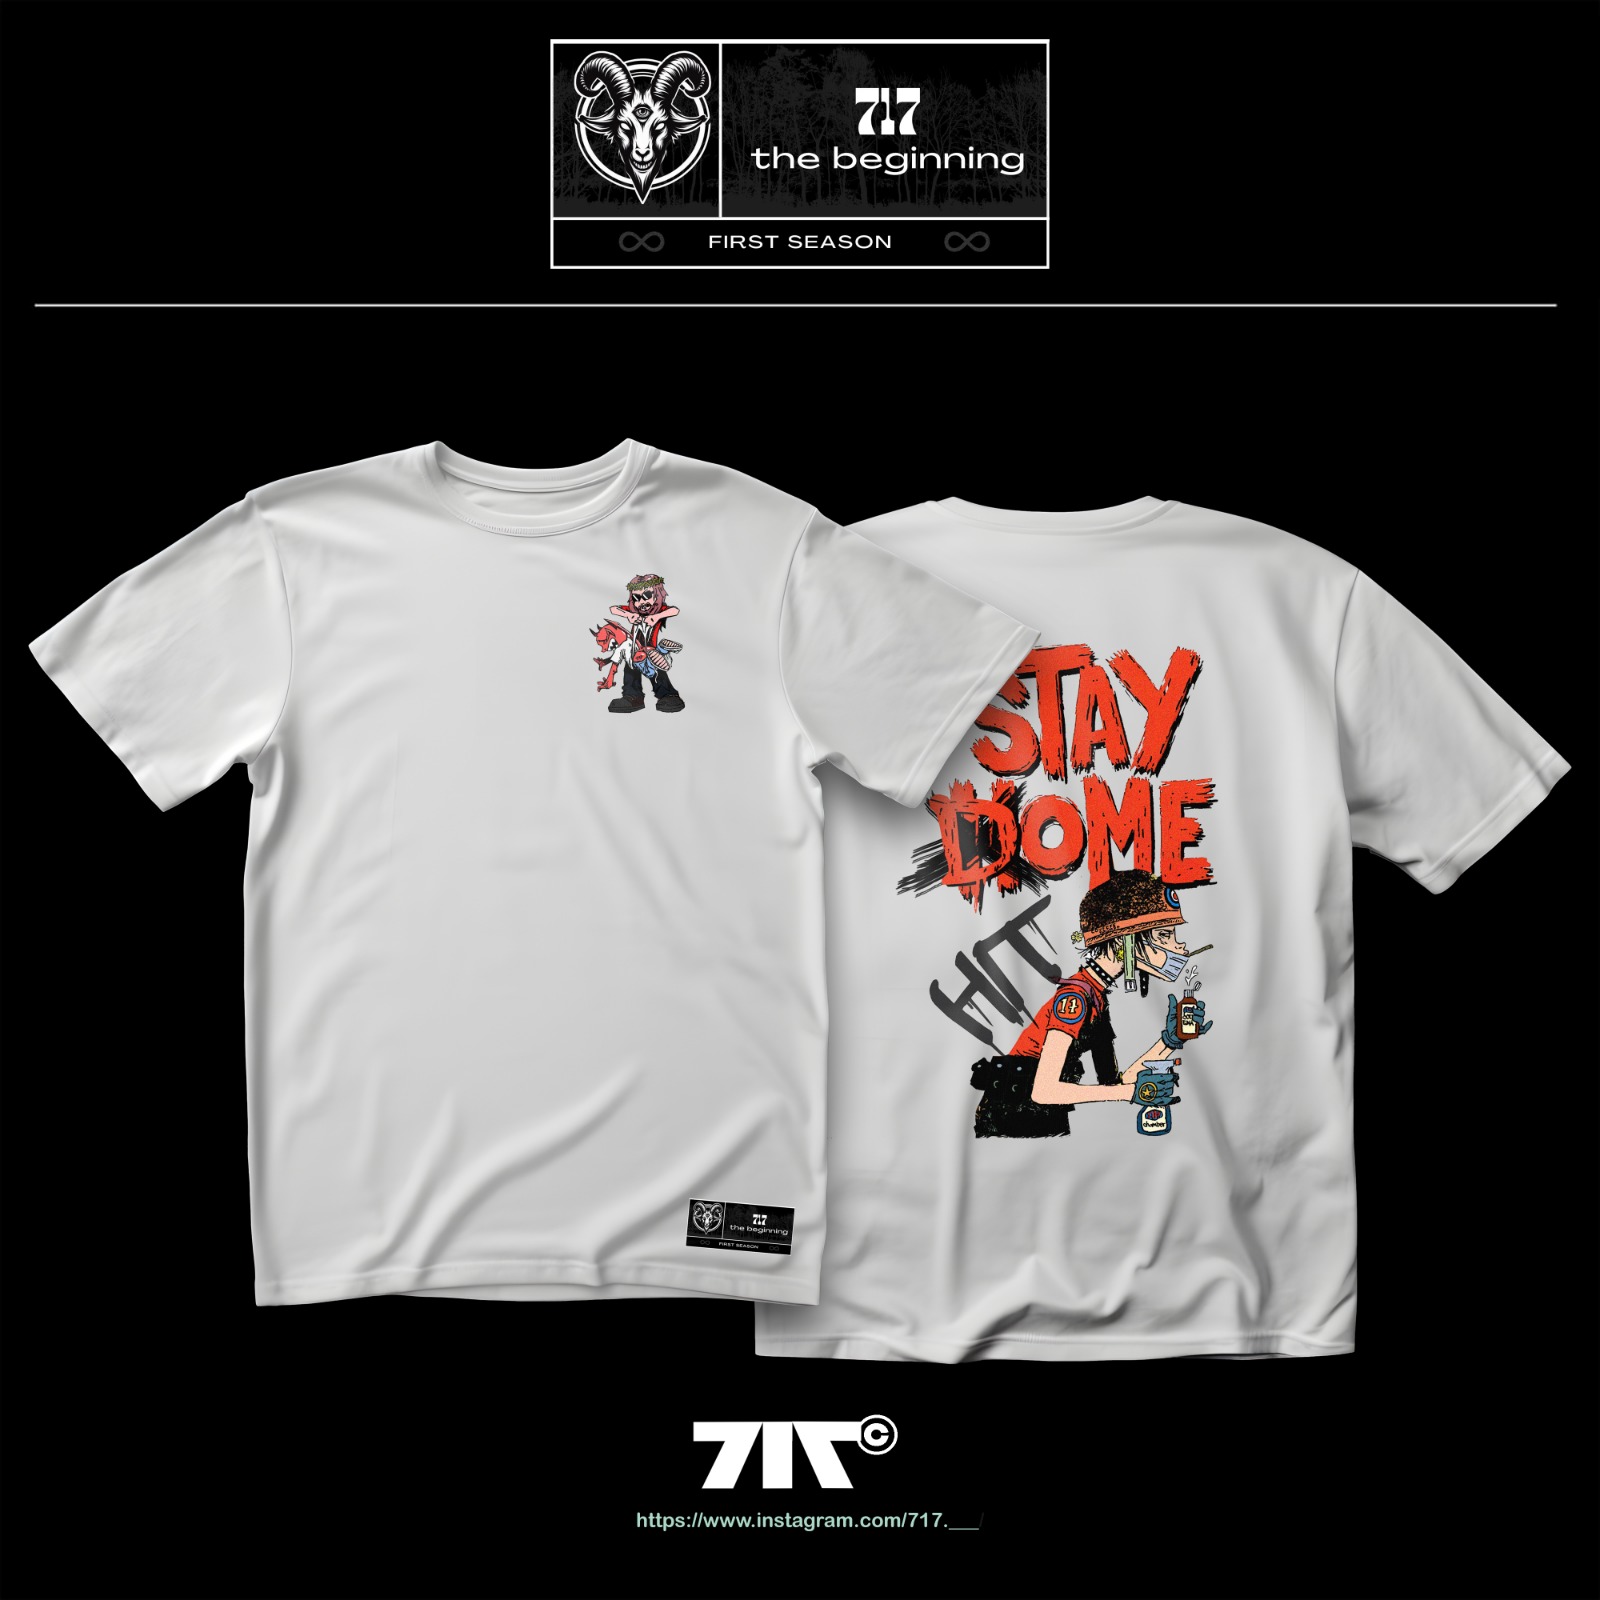 717
the beginning
FIRST SEASON
STAY
DOME
HIT
14
717
the beginning
FIRST SEASON
717©
https://www.instagram.com/717.___/